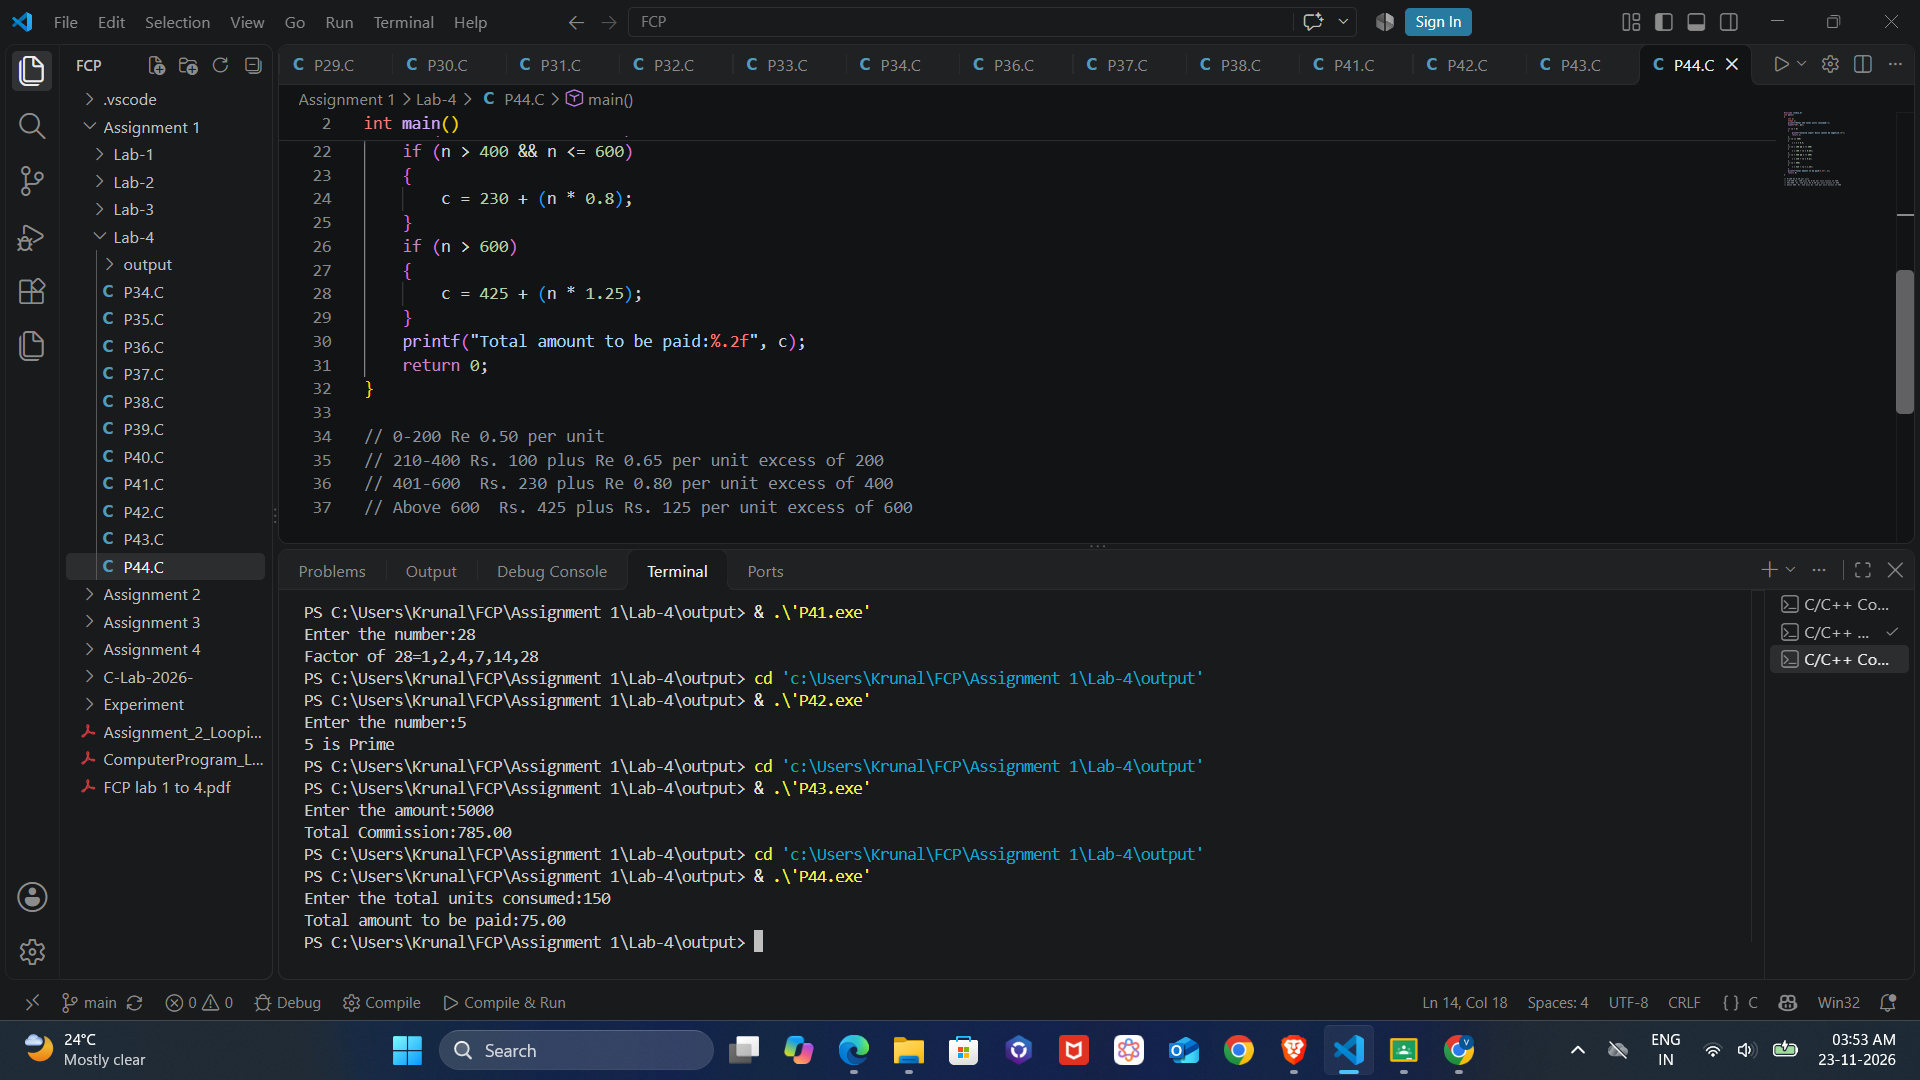 File Edit Selection View Go Run Terminal Help
FCP
Sign In
FCP
P29.C P30.C P31.C P32.C P33.C P34.C P36.C P37.C P38.C P41.C P42.C P43.C P44.C
Assignment 1 > Lab-4 > P44.C > main()
.vscode
Assignment 1
Lab-1
Lab-2
Lab-3
Lab-4
output
P34.C
P35.C
P36.C
P37.C
P38.C
P39.C
P40.C
P41.C
P42.C
P43.C
P44.C
Assignment 2
Assignment 3
Assignment 4
C-Lab-2026-
Experiment
Assignment_2_Loopi...
ComputerProgram_L...
FCP lab 1 to 4.pdf
2 int main()
22 if (n > 400 && n <= 600)
23 {
24 c = 230 + (n * 0.8);
25 }
26 if (n > 600)
27 {
28 c = 425 + (n * 1.25);
29 }
30 printf("Total amount to be paid:%.2f", c);
31 return 0;
32 }
33
34 // 0-200 Re 0.50 per unit
35 // 210-400 Rs. 100 plus Re 0.65 per unit excess of 200
36 // 401-600  Rs. 230 plus Re 0.80 per unit excess of 400
37 // Above 600  Rs. 425 plus Rs. 125 per unit excess of 600
Problems Output Debug Console Terminal Ports
PS C:\Users\Krunal\FCP\Assignment 1\Lab-4\output> & .\'P41.exe'
Enter the number:28
Factor of 28=1,2,4,7,14,28
PS C:\Users\Krunal\FCP\Assignment 1\Lab-4\output> cd 'c:\Users\Krunal\FCP\Assignment 1\Lab-4\output'
PS C:\Users\Krunal\FCP\Assignment 1\Lab-4\output> & .\'P42.exe'
Enter the number:5
5 is Prime
PS C:\Users\Krunal\FCP\Assignment 1\Lab-4\output> cd 'c:\Users\Krunal\FCP\Assignment 1\Lab-4\output'
PS C:\Users\Krunal\FCP\Assignment 1\Lab-4\output> & .\'P43.exe'
Enter the amount:5000
Total Commission:785.00
PS C:\Users\Krunal\FCP\Assignment 1\Lab-4\output> cd 'c:\Users\Krunal\FCP\Assignment 1\Lab-4\output'
PS C:\Users\Krunal\FCP\Assignment 1\Lab-4\output> & .\'P44.exe'
Enter the total units consumed:150
Total amount to be paid:75.00
PS C:\Users\Krunal\FCP\Assignment 1\Lab-4\output>
C/C++ Co...
C/C++ ...
C/C++ Co...
main 0 0 Debug Compile Compile & Run
Ln 14, Col 18 Spaces: 4 UTF-8 CRLF { } C Win32
24°C
Mostly clear
Search
ENG
IN
03:53 AM
23-11-2026